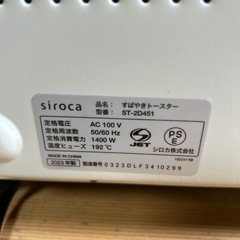 siroca
品名： すばやきトースター
品番： ST-2D451
定格電圧 AC 100 V
定格周波数 50/60 Hz
定格消費電力 1400 W
温度ヒューズ 192 ℃
S JET
PS E
シロカ株式会社
MADE IN CHINA
2023年製 製造番号 0323DLF3410299